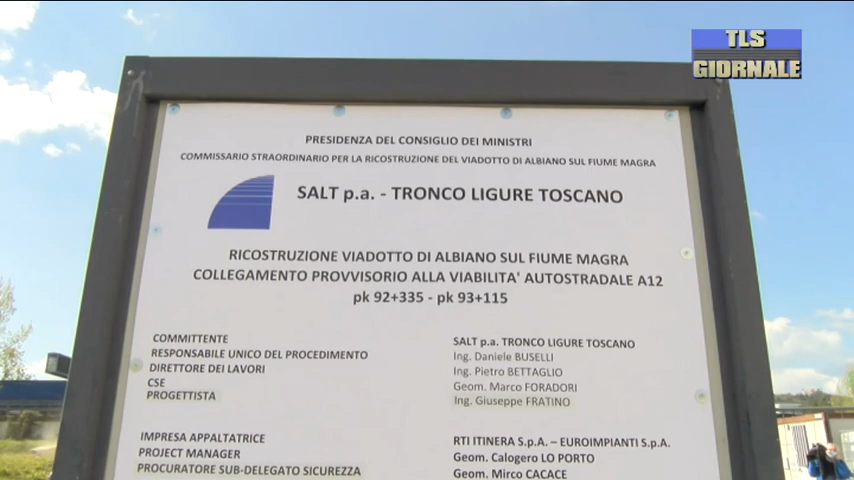 TLS
GIORNALE
PRESIDENZA DEL CONSIGLIO DEI MINISTRI
COMMISSARIO STRAORDINARIO PER LA RICOSTRUZIONE DEL VIADOTTO DI ALBIANO SUL FIUME MAGRA
SALT p.a. - TRONCO LIGURE TOSCANO
RICOSTRUZIONE VIADOTTO DI ALBIANO SUL FIUME MAGRA
COLLEGAMENTO PROVVISORIO ALLA VIABILITA' AUTOSTRADALE A12
pk 92+335 - pk 93+115
COMMITTENTE SALT p.a. TRONCO LIGURE TOSCANO
RESPONSABILE UNICO DEL PROCEDIMENTO Ing. Daniele BUSELLI
DIRETTORE DEI LAVORI Ing. Pietro BETTAGLIO
CSE Geom. Marco FORADORI
PROGETTISTA Ing. Giuseppe FRATINO
IMPRESA APPALTATRICE RTI ITINERA S.p.A. – EUROIMPIANTI S.p.A.
PROJECT MANAGER Geom. Calogero LO PORTO
PROCURATORE SUB-DELEGATO SICUREZZA Geom. Mirco CACACE